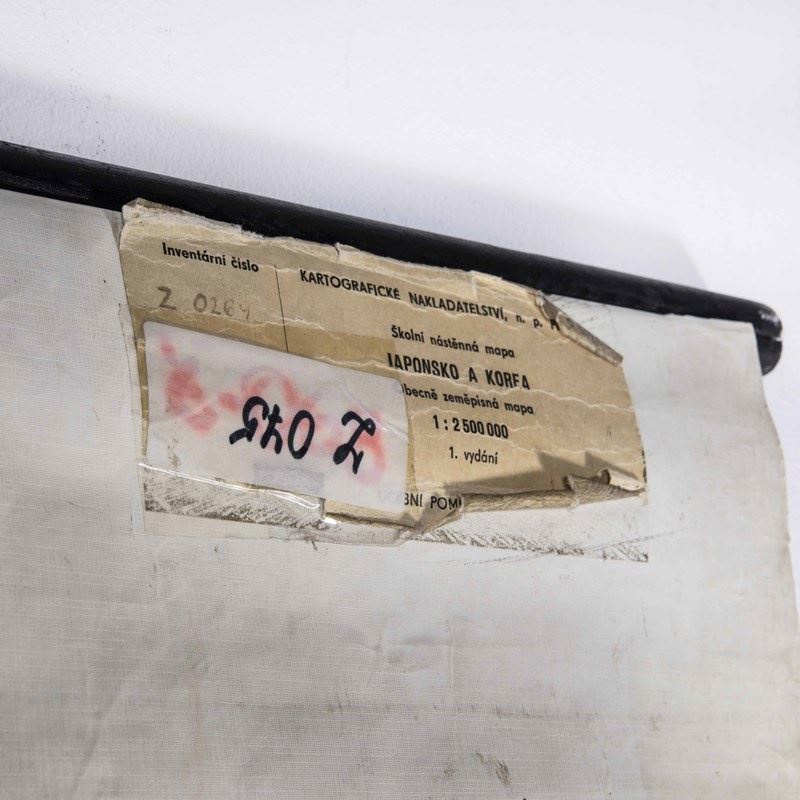 Inventární číslo
Z 0264
KARTOGRAFICKÉ NAKLADATELSTVÍ, n. p.
Školní nástěnná mapa
JAPONSKO A KOREA
Obecně zeměpisná mapa
1 : 2 500 000
1. vydání
Z 045